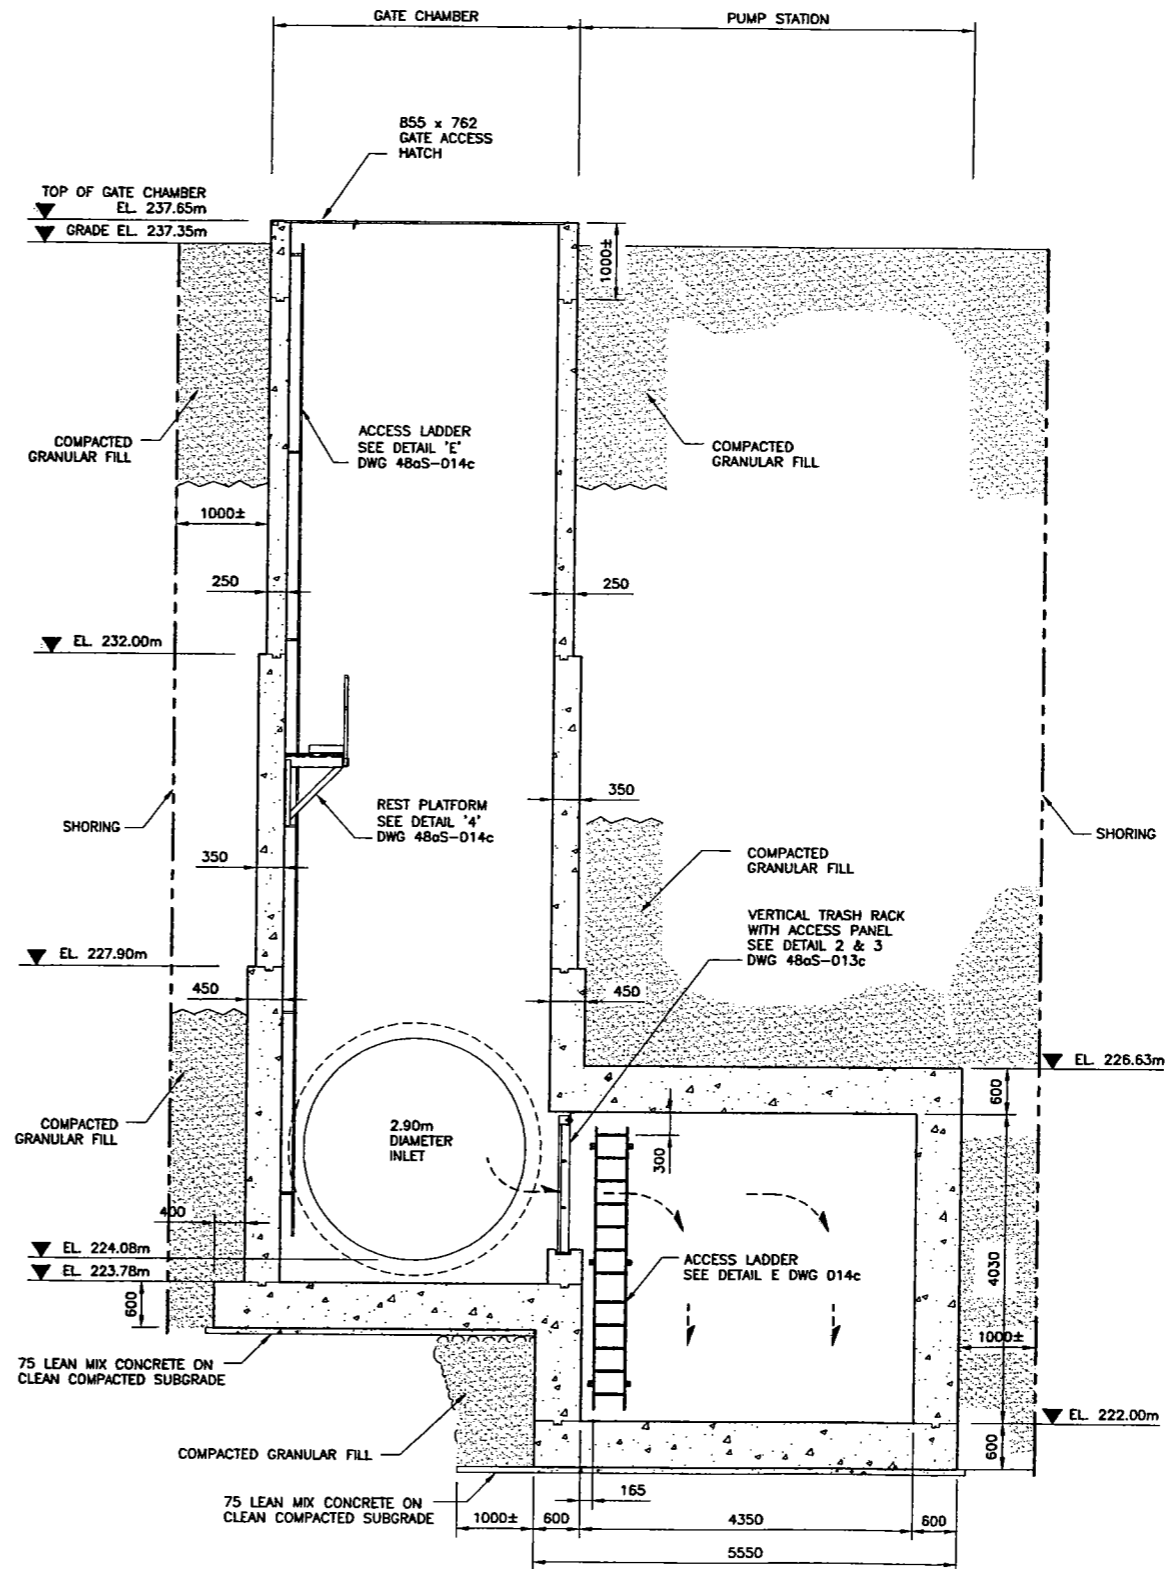 GATE CHAMBER
PUMP STATION
855 x 762
GATE ACCESS
HATCH
TOP OF GATE CHAMBER
EL. 237.65m
GRADE EL. 237.35m
1000±
COMPACTED
GRANULAR FILL
ACCESS LADDER
SEE DETAIL 'E'
DWG 48aS-014c
COMPACTED
GRANULAR FILL
1000±
250
250
EL. 232.00m
REST PLATFORM
SEE DETAIL '4'
DWG 48aS-014c
350
SHORING
SHORING
350
COMPACTED
GRANULAR FILL
VERTICAL TRASH RACK
WITH ACCESS PANEL
SEE DETAIL 2 & 3
DWG 48aS-013c
EL. 227.90m
450
450
EL. 226.63m
600
COMPACTED
GRANULAR FILL
2.90m
DIAMETER
INLET
300
400
EL. 224.08m
EL. 223.78m
ACCESS LADDER
SEE DETAIL E DWG 014c
4030
600
1000±
75 LEAN MIX CONCRETE ON
CLEAN COMPACTED SUBGRADE
EL. 222.00m
COMPACTED GRANULAR FILL
600
75 LEAN MIX CONCRETE ON
CLEAN COMPACTED SUBGRADE
165
1000±
600
4350
600
5550